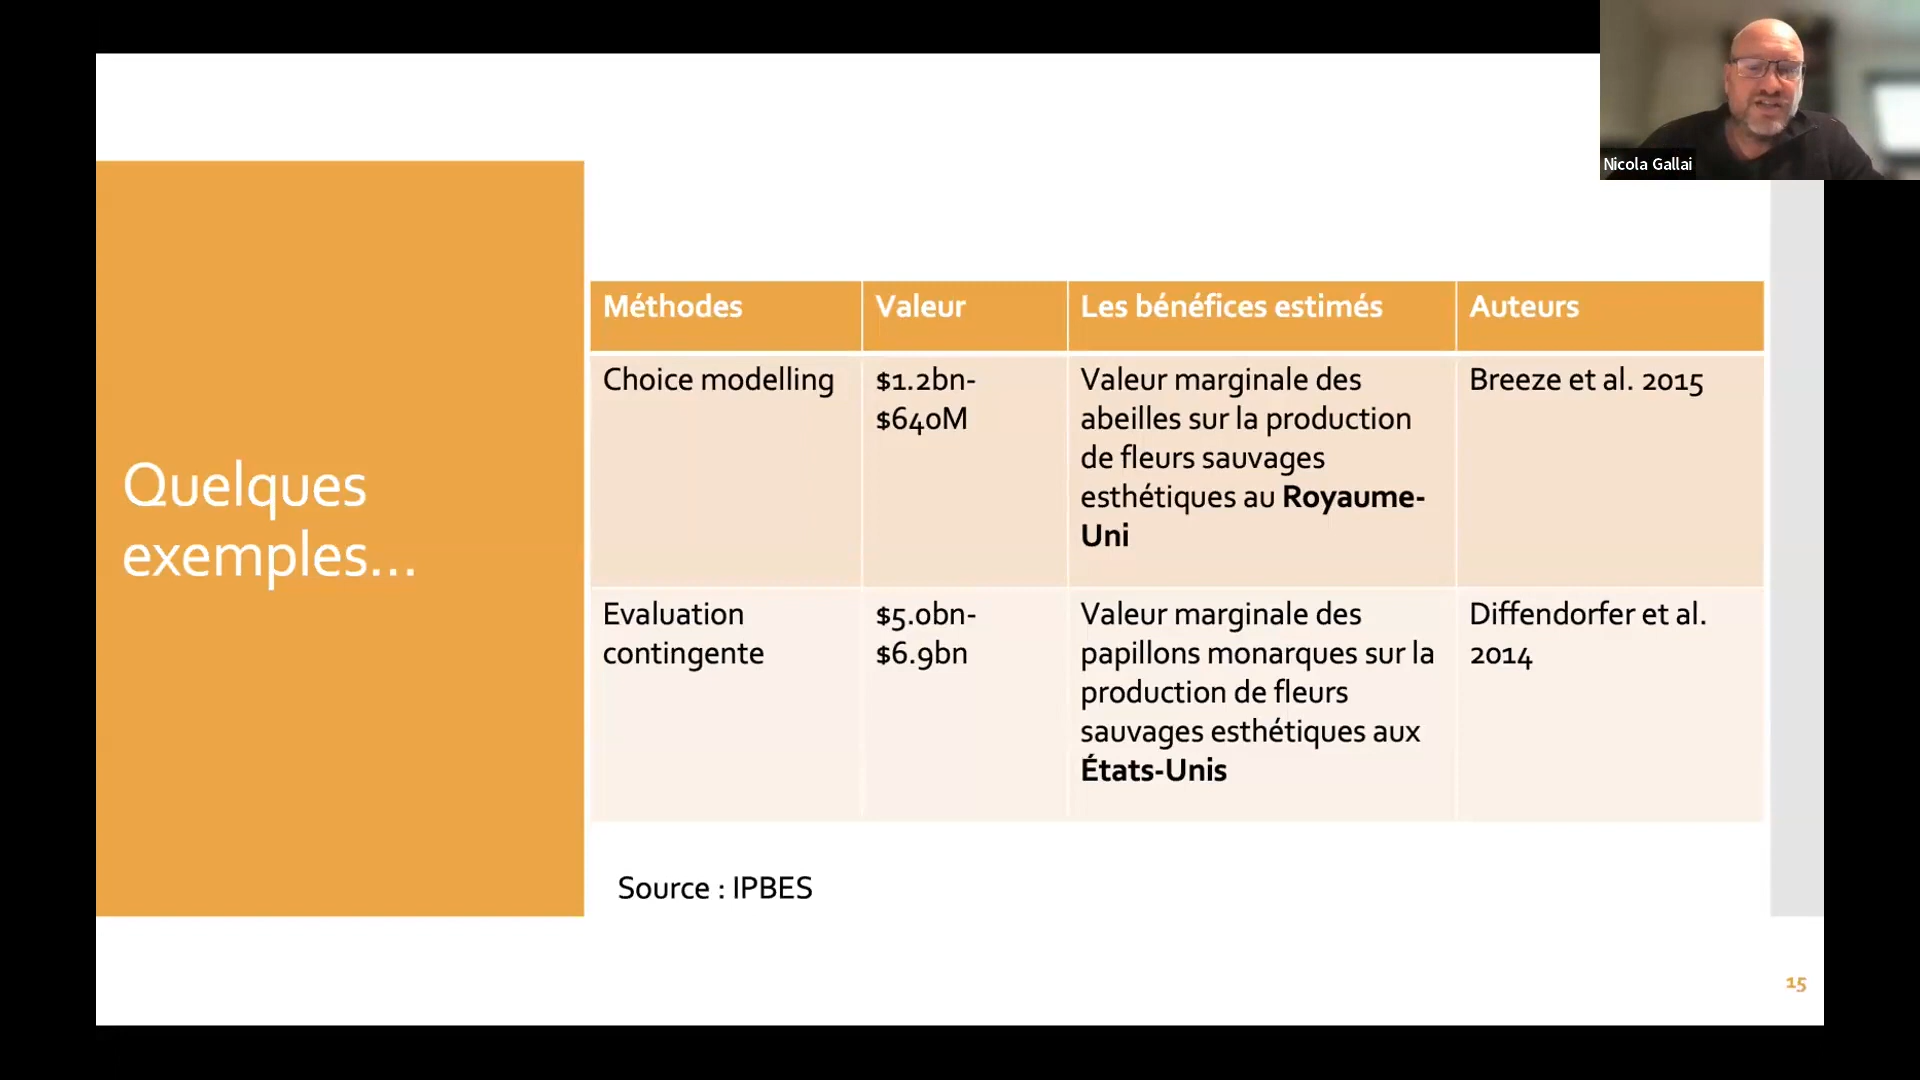 Nicola Gallai
Quelques
exemples...
Méthodes
Valeur
Les bénéfices estimés
Auteurs
Choice modelling
$1.2bn-
$640M
Valeur marginale des
abeilles sur la production
de fleurs sauvages
esthétiques au Royaume-
Uni
Breeze et al. 2015
Evaluation
contingente
$5.0bn-
$6.9bn
Valeur marginale des
papillons monarques sur la
production de fleurs
sauvages esthétiques aux
États-Unis
Diffendorfer et al.
2014
Source : IPBES
15